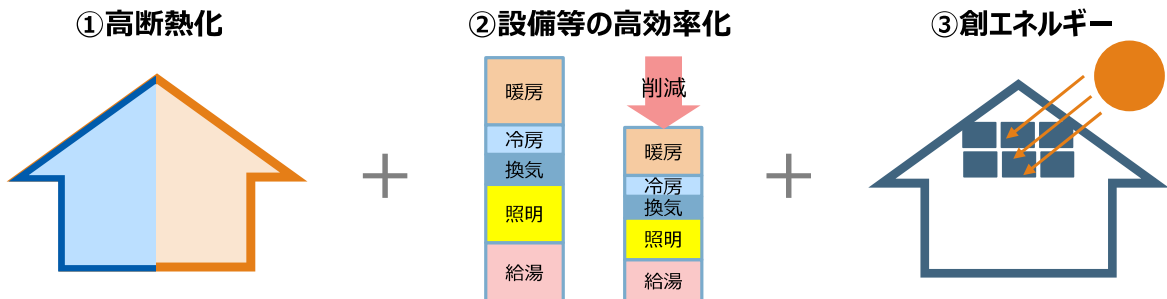 ①高断熱化
②設備等の高効率化
③創エネルギー
暖房
冷房
換気
照明
給湯
削減
暖房
冷房
換気
照明
給湯